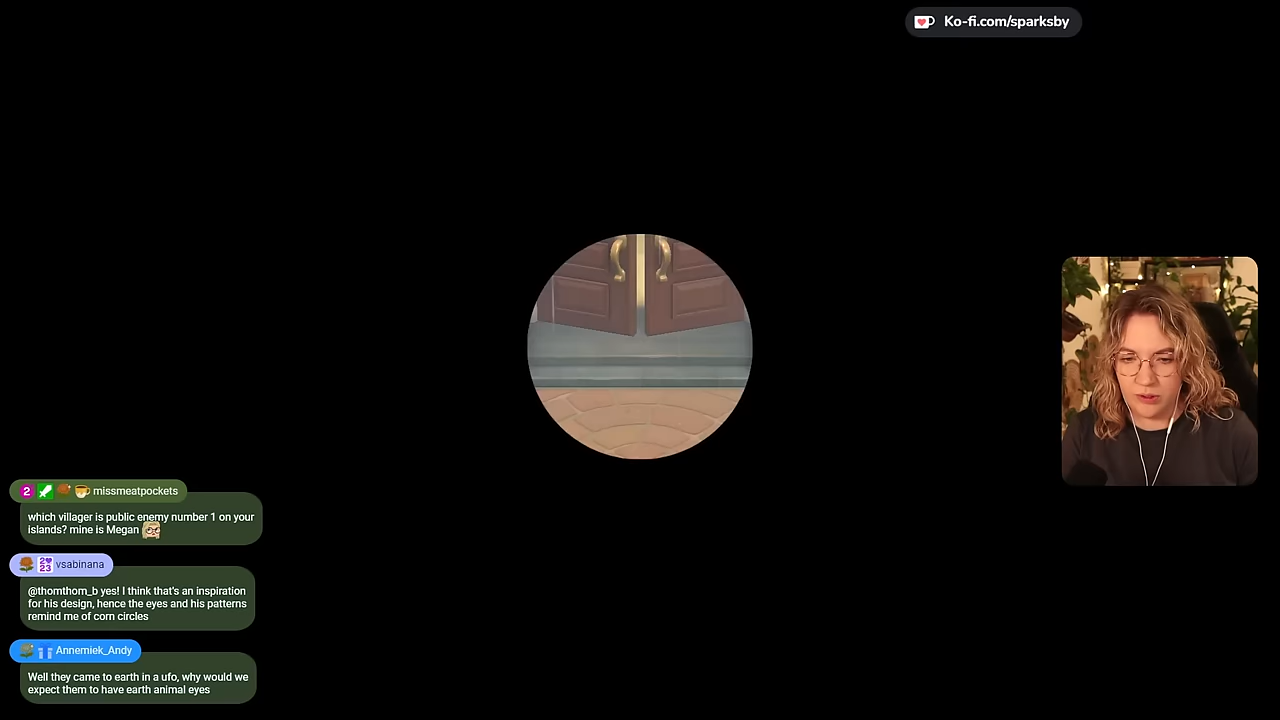 Ko-fi.com/sparksby
2 missmeatpockets
which villager is public enemy number 1 on your
islands? mine is Megan
vsabinana
@thomthom_b yes! I think that's an inspiration
for his design, hence the eyes and his patterns
remind me of corn circles
Annemiek_Andy
Well they came to earth in a ufo, why would we
expect them to have earth animal eyes